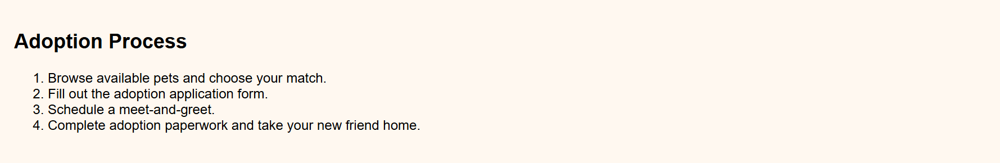 Adoption Process
1. Browse available pets and choose your match.
2. Fill out the adoption application form.
3. Schedule a meet-and-greet.
4. Complete adoption paperwork and take your new friend home.